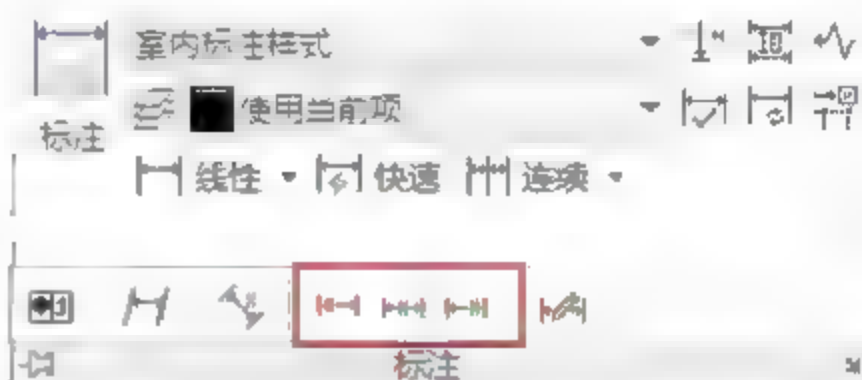 室内标注样式
使用当前项
标注
线性 快速 连续
标注